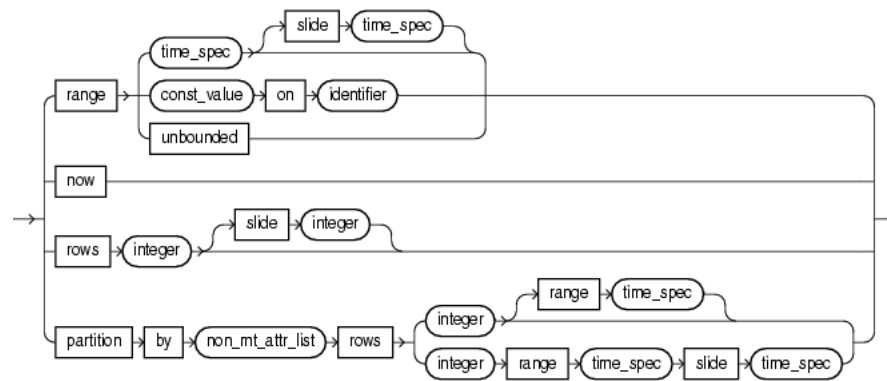 slide time_spec
time_spec
range const_value on identifier
unbounded
now
slide integer
rows integer
range time_spec
integer
partition by non_mt_attr_list rows
integer range time_spec slide time_spec